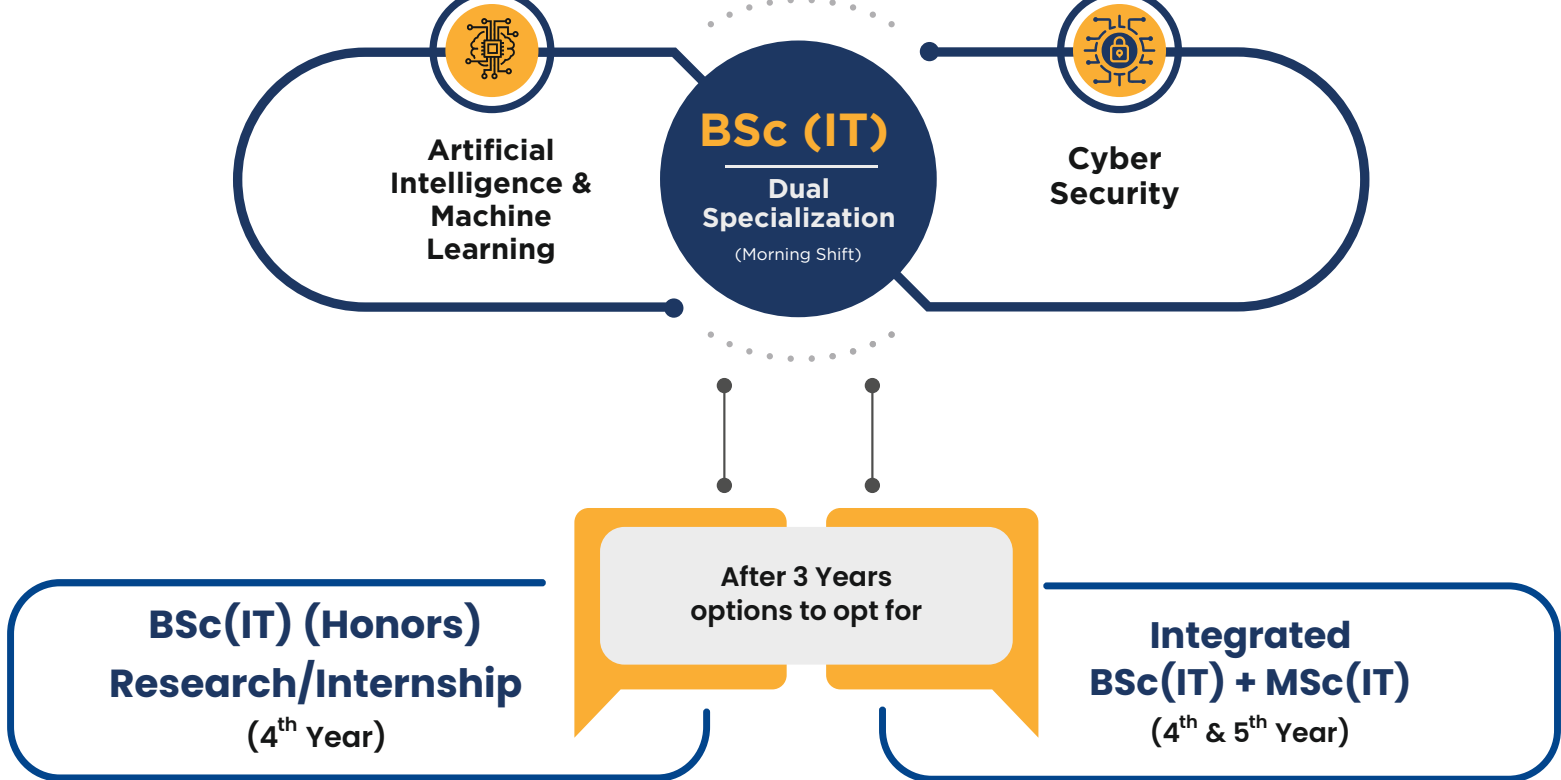 BSc (IT)
Dual
Specialization
(Morning Shift)
Artificial
Intelligence &
Machine
Learning
Cyber
Security
After 3 Years
options to opt for
BSc(IT) (Honors)
Research/Internship
(4th Year)
Integrated
BSc(IT) + MSc(IT)
(4th & 5th Year)